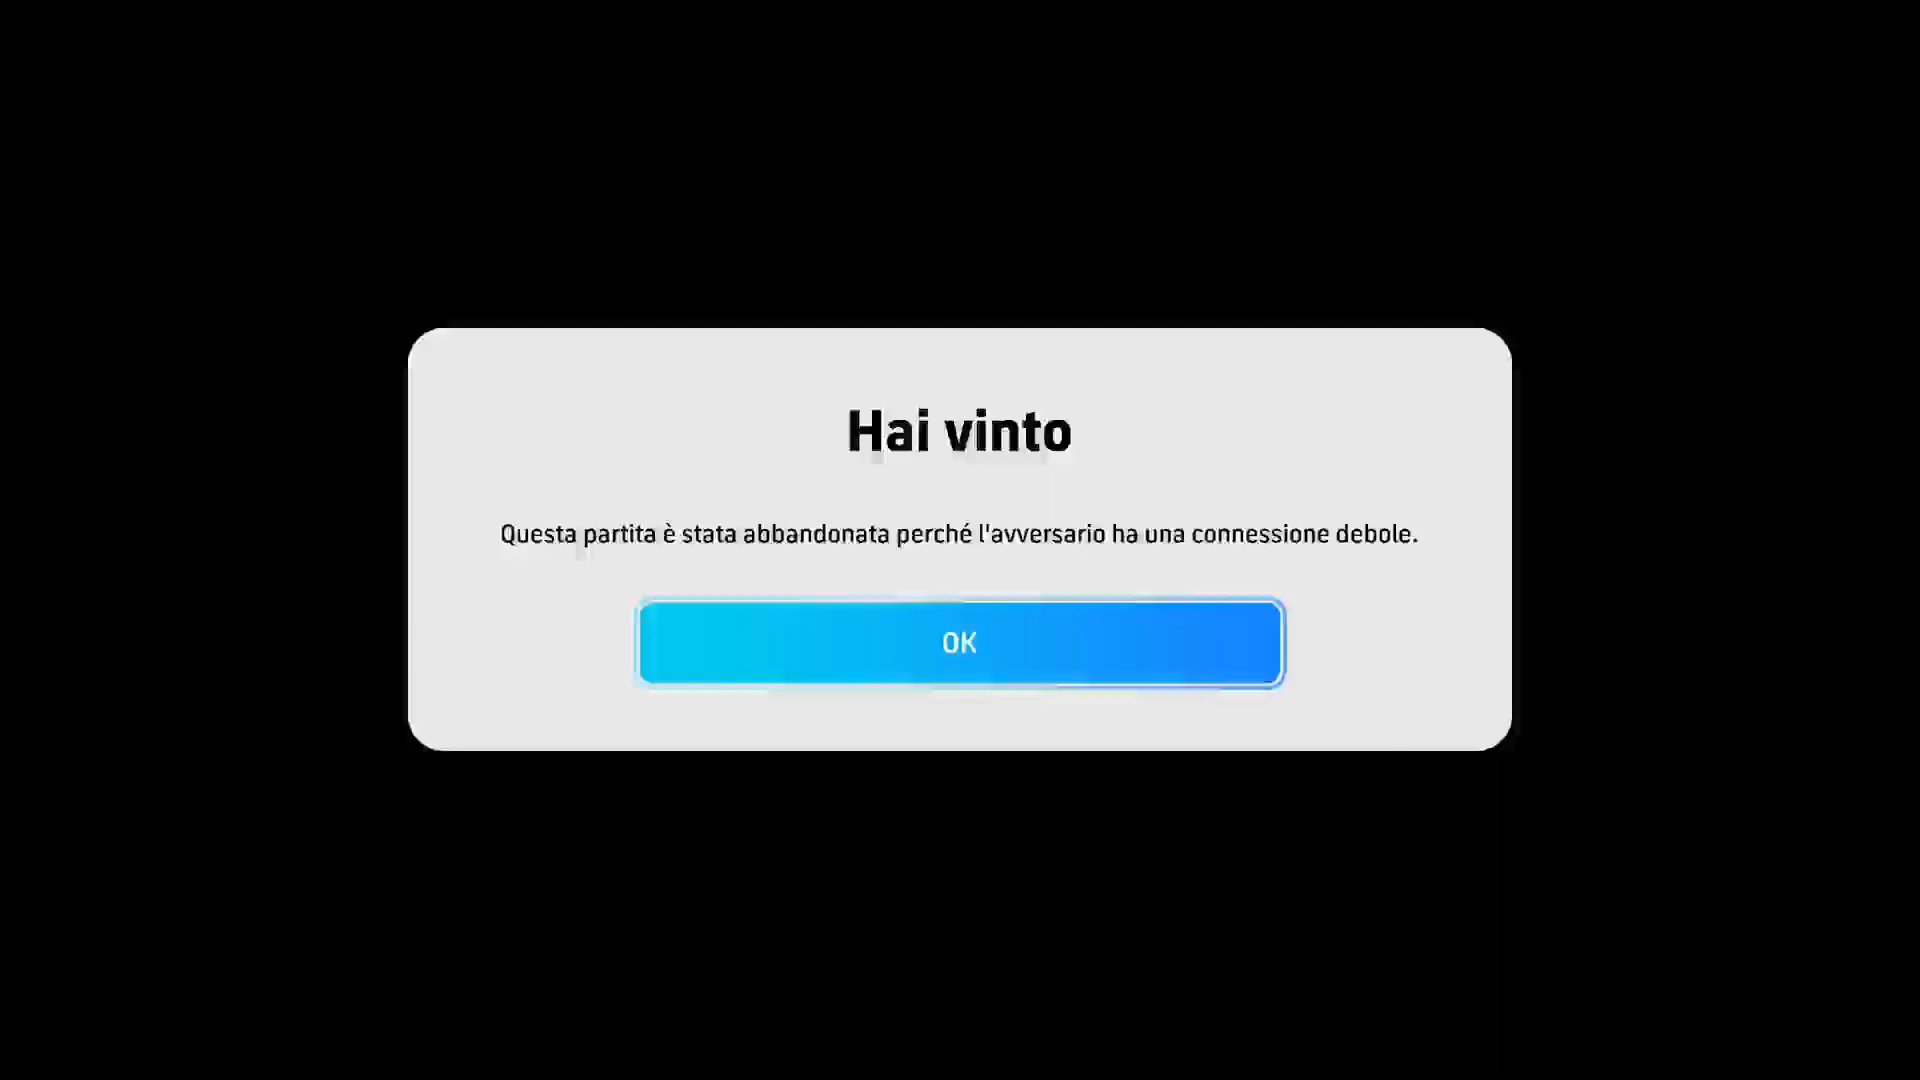 Hai vinto
Questa partita è stata abbandonata perché l'avversario ha una connessione debole.
OK